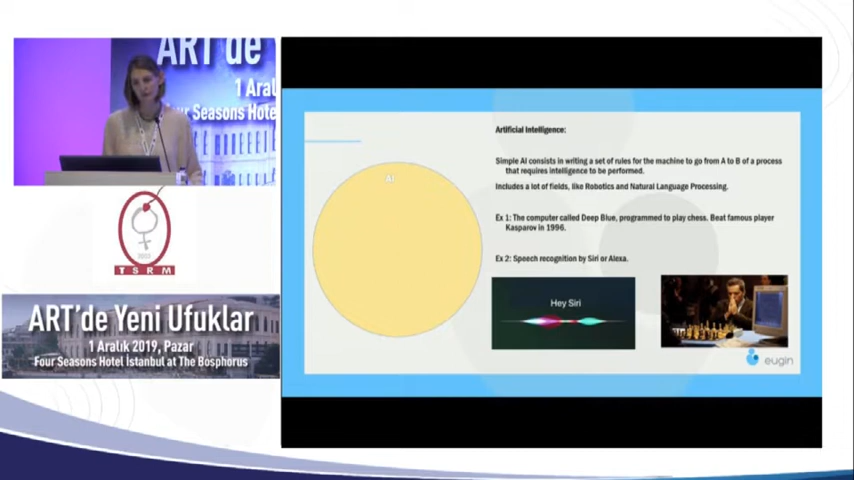 ART'de
1 Aral
Four Seasons Hotel
TSRM
ART'de Yeni Ufuklar
1 Aralık 2019, Pazar
Four Seasons Hotel İstanbul at The Bosphorus
AI
Artificial Intelligence:
Simple AI consists in writing a set of rules for the machine to go from A to B of a process
that requires intelligence to be performed.
Includes a lot of fields, like Robotics and Natural Language Processing.
Ex 1: The computer called Deep Blue, programmed to play chess. Beat famous player
Kasparov in 1996.
Ex 2: Speech recognition by Siri or Alexa.
Hey Siri
eugin